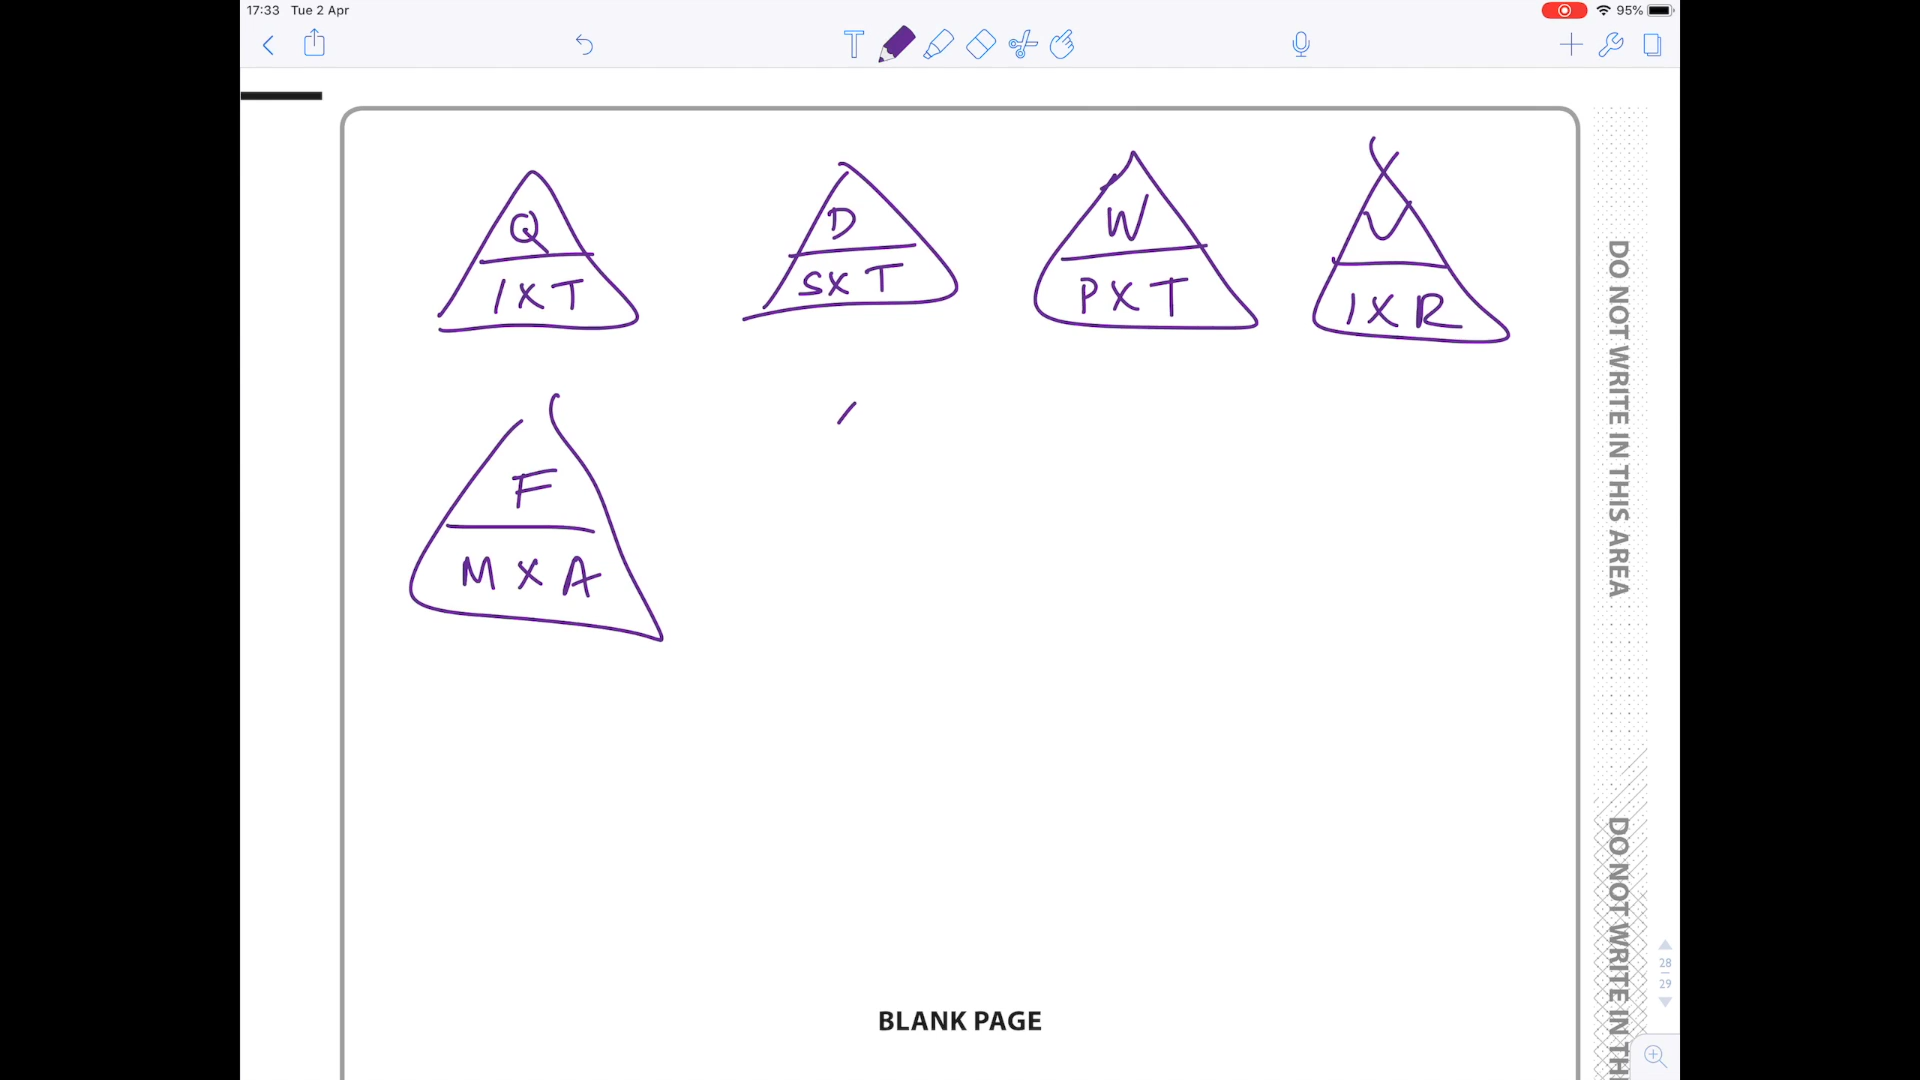 17:33 Tue 2 Apr
95%
T
Q
I X T
D
S X T
W
P X T
V
I X R
F
M X A
DO NOT WRITE IN THIS AREA
DO NOT WRITE IN TH
28
29
BLANK PAGE